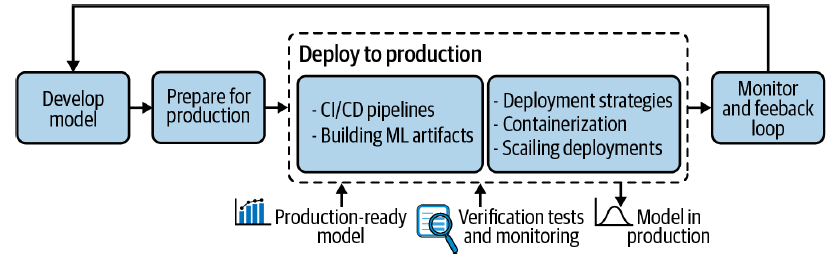 Deploy to production
Develop
model
Prepare for
production
- CI/CD pipelines
- Building ML artifacts
- Deployment strategies
- Containerization
- Scailing deployments
Monitor
and feeback
loop
Production-ready
model
Verification tests
and monitoring
Model in
production